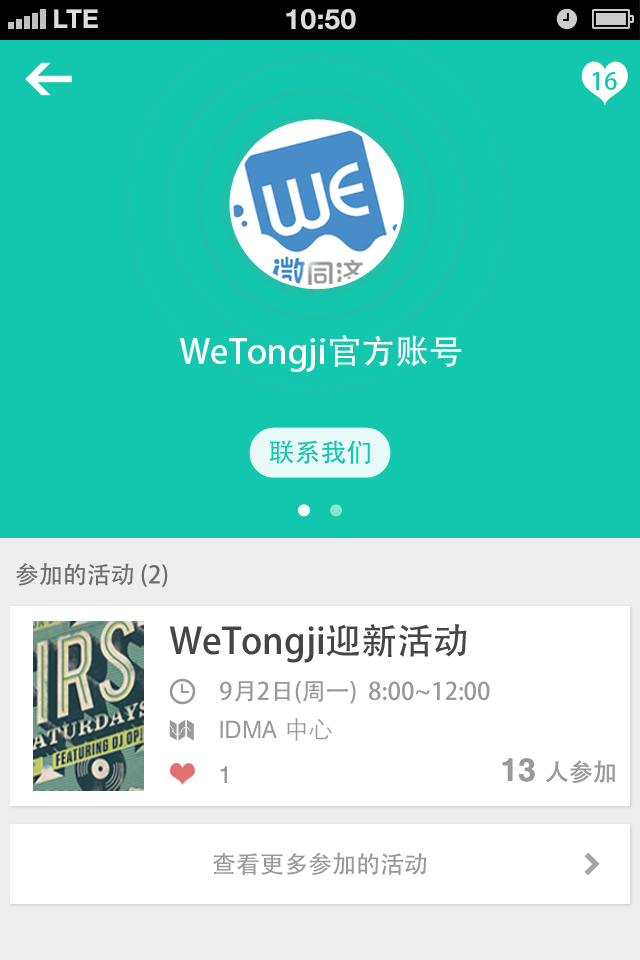 LTE 10:50
16
WE
微同济
WeTongji官方账号
联系我们
参加的活动 (2)
IRS
ATURDAYS
FEATURING DJ OP
WeTongji迎新活动
9月2日(周一) 8:00~12:00
IDMA 中心
1
13 人参加
查看更多参加的活动